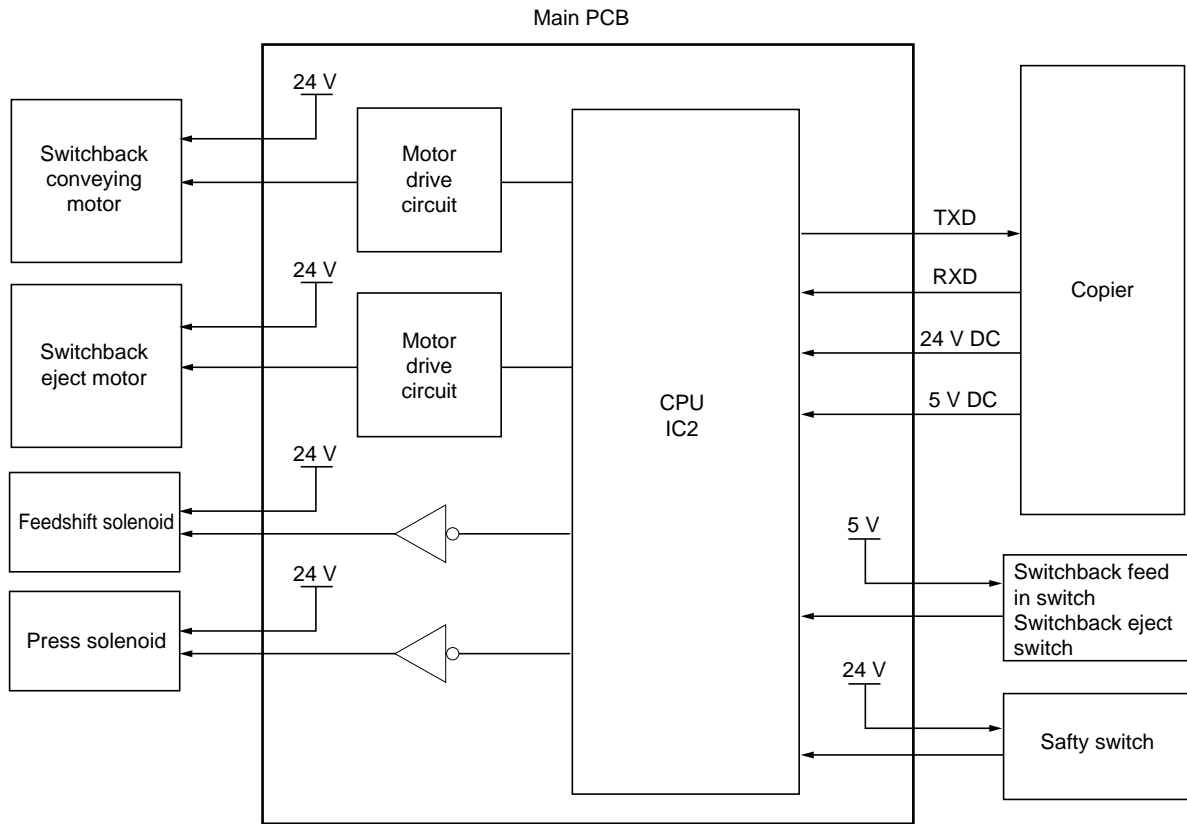 Main PCB
24 V
Switchback
conveying
motor
Motor
drive
circuit
24 V
Switchback
eject motor
Motor
drive
circuit
24 V
Feedshift solenoid
24 V
Press solenoid
CPU
IC2
TXD
RXD
24 V DC
5 V DC
Copier
5 V
Switchback feed
in switch
Switchback eject
switch
24 V
Safty switch